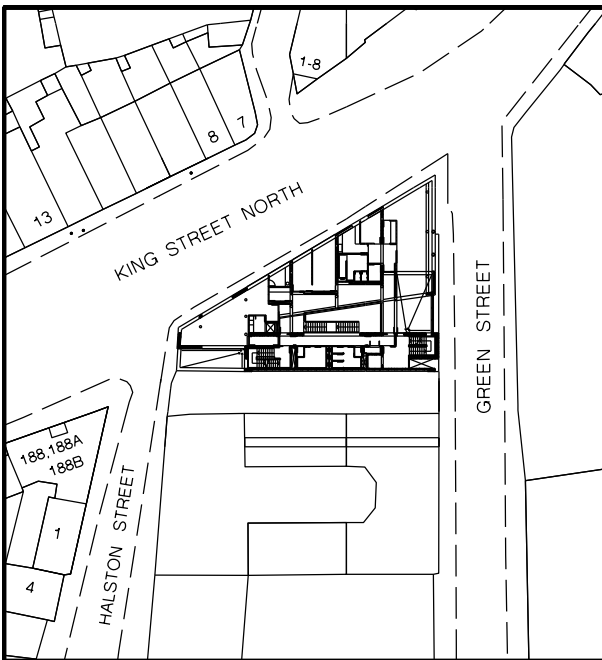 1-8
7
8
13
KING STREET NORTH
GREEN STREET
188,188A
188B
1
HALSTON STREET
4